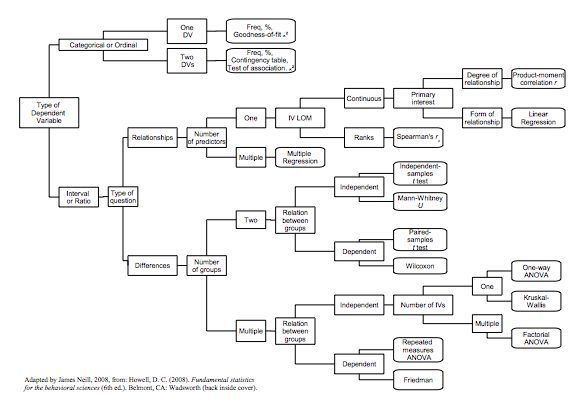 One
DV
Freq, %,
Goodness-of-fit x²
Categorical or Ordinal
Two
DVs
Freq, %,
Contingency table,
Test of association. x²
Type of
Dependent
Variable
Interval
or Ratio
Type of
question
Relationships
Number
of predictors
One
IV LOM
Continuous
Primary
interest
Degree of
relationship
Product-moment
correlation r
Form of
relationship
Linear
Regression
Ranks
Spearman's rs
Multiple
Multiple
Regression
Differences
Number
of groups
Two
Relation
between
groups
Independent
Independent-
samples
t test
Mann-Whitney
U
Dependent
Paired-
samples
t test
Wilcoxon
Multiple
Relation
between
groups
Independent
Number of IVs
One
One-way
ANOVA
Kruskal-
Wallis
Multiple
Factorial
ANOVA
Dependent
Repeated
measures
ANOVA
Friedman
Adapted by James Neill, 2008, from: Howell, D. C. (2008). Fundamental statistics
for the behavioral sciences (6th ed.). Belmont, CA: Wadsworth (back inside cover).